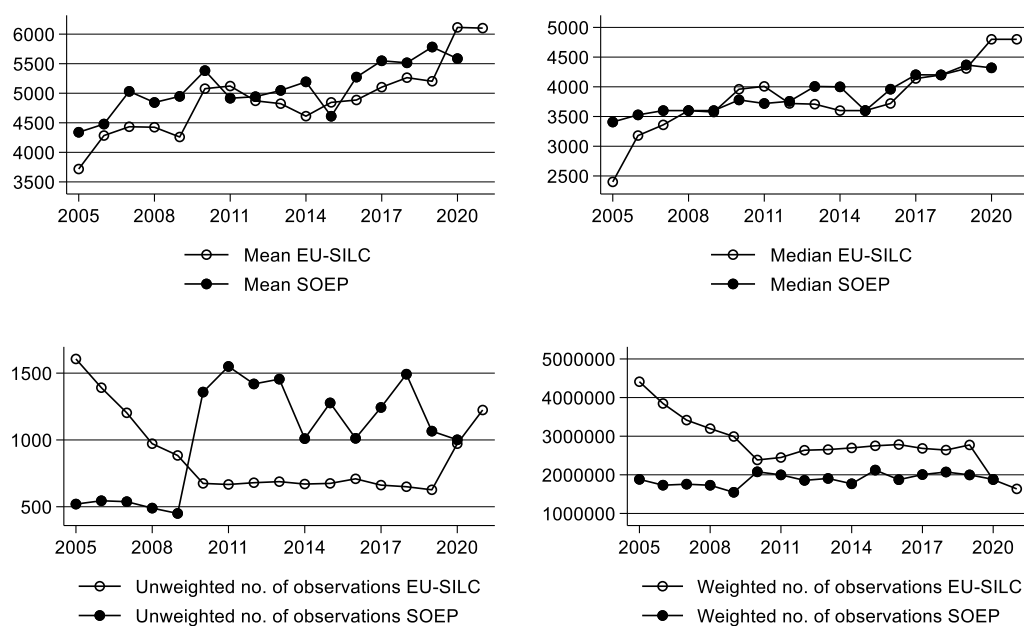 6000
5500
5000
4500
4000
3500
2005 2008 2011 2014 2017 2020
Mean EU-SILC
Mean SOEP
5000
4500
4000
3500
3000
2500
2005 2008 2011 2014 2017 2020
Median EU-SILC
Median SOEP
1500
1000
500
2005 2008 2011 2014 2017 2020
Unweighted no. of observations EU-SILC
Unweighted no. of observations SOEP
5000000
4000000
3000000
2000000
1000000
2005 2008 2011 2014 2017 2020
Weighted no. of observations EU-SILC
Weighted no. of observations SOEP